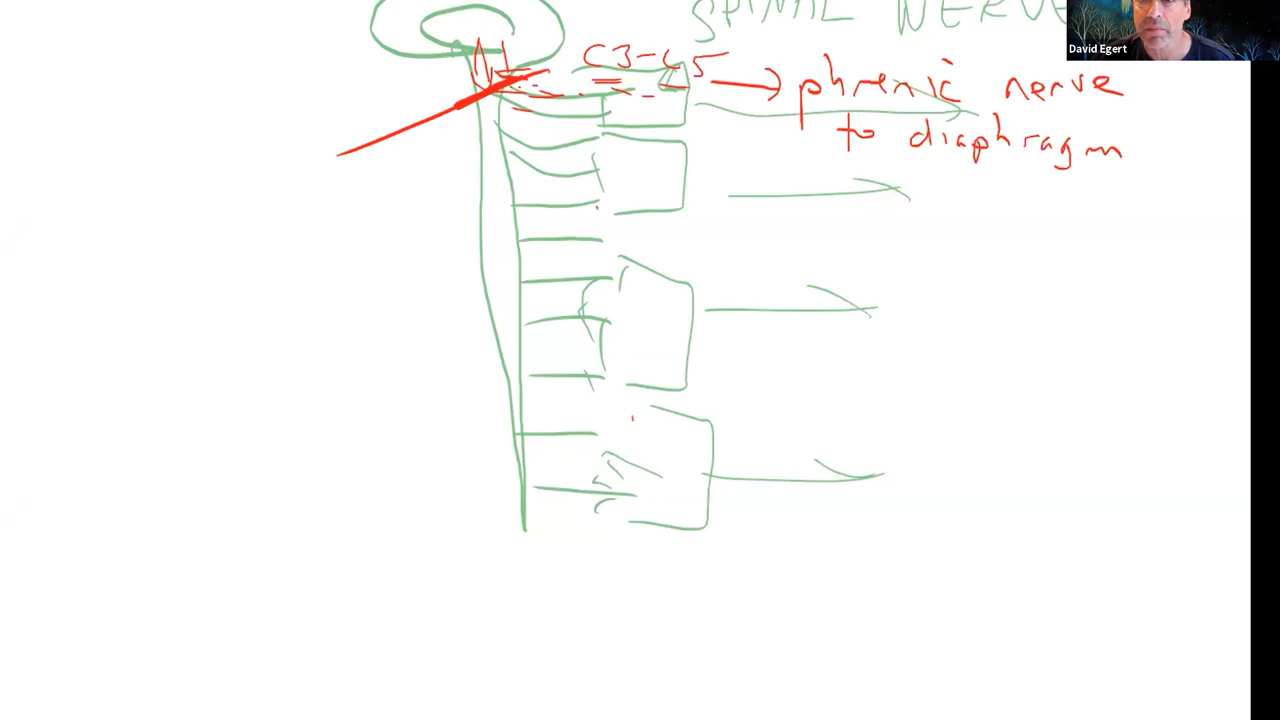 SPINAL NERVE
David Egert
C3-C5 → phrenic nerve
to diaphragm